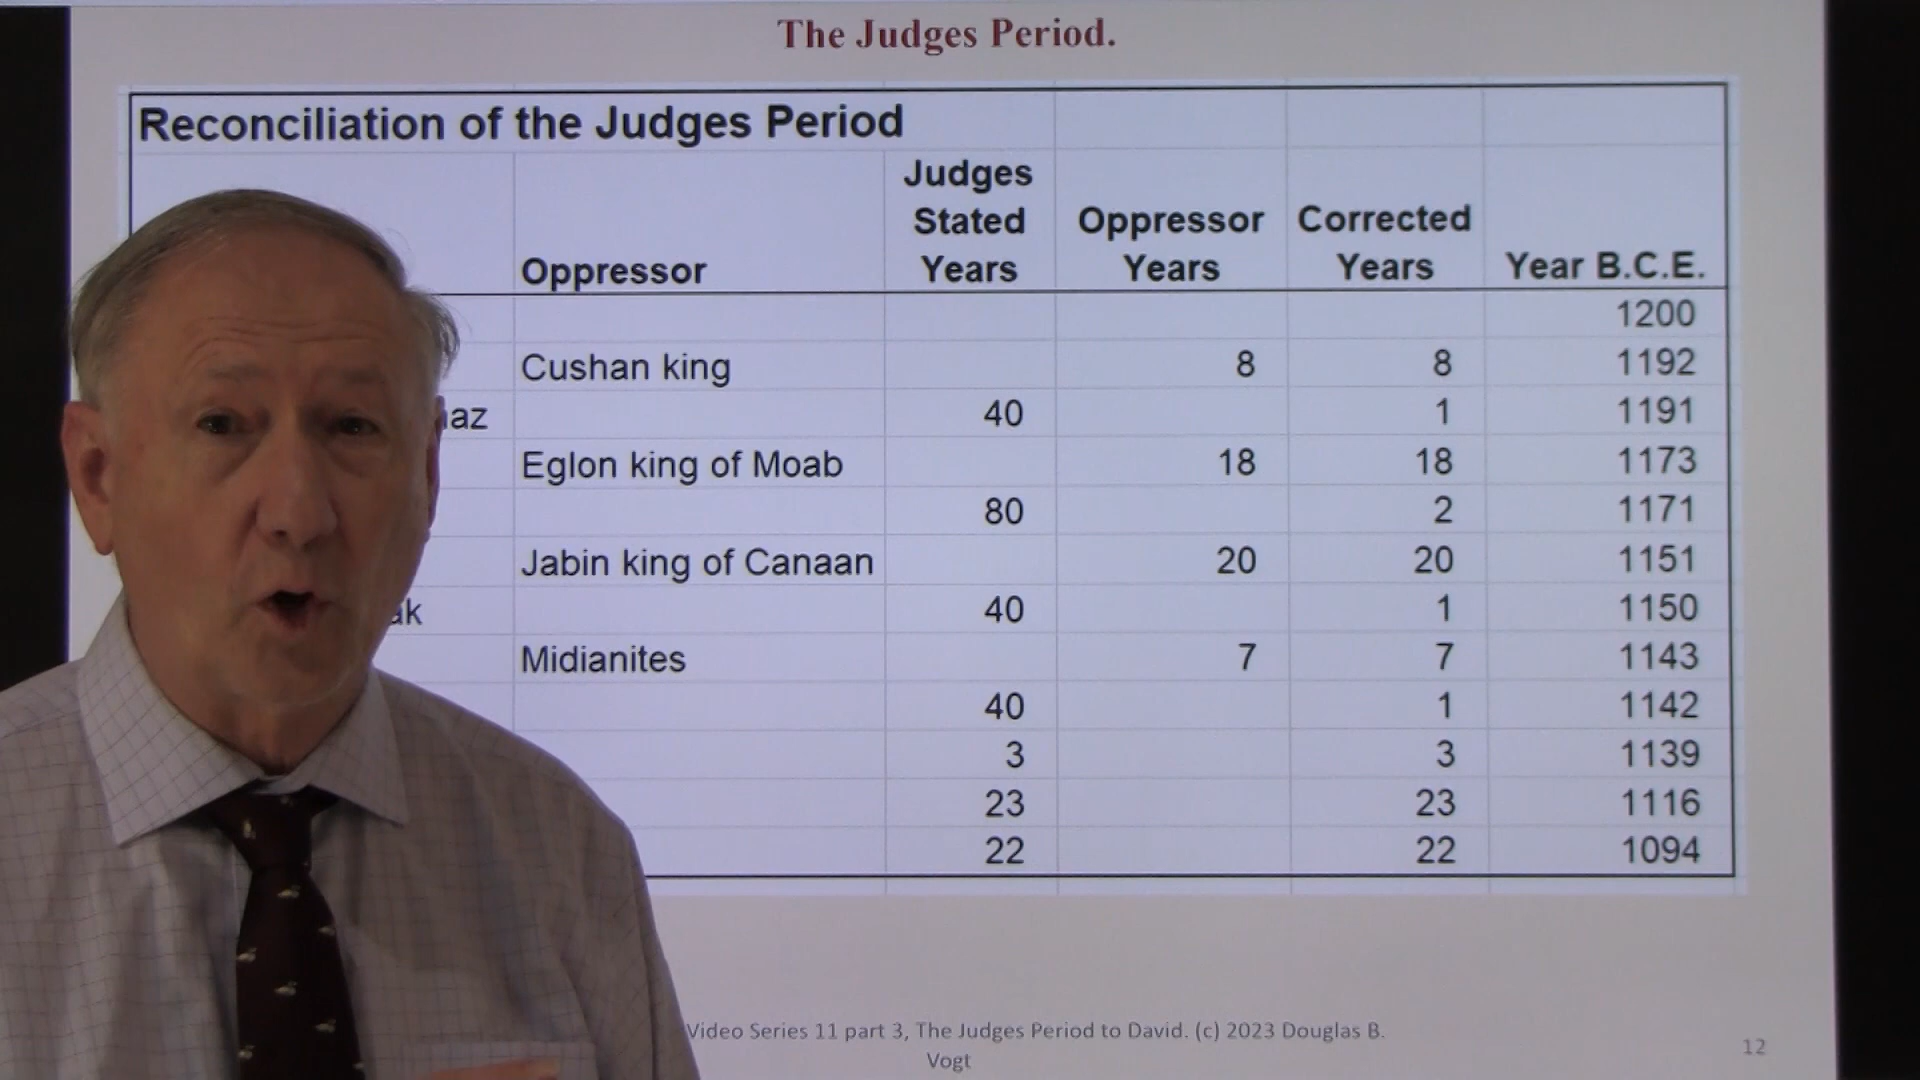 The Judges Period.
Reconciliation of the Judges Period
Oppressor Judges Stated Years Oppressor Years Corrected Years Year B.C.E.
1200
Cushan king 8 8 1192
az 40 1 1191
Eglon king of Moab 18 18 1173
80 2 1171
Jabin king of Canaan 20 20 1151
ak 40 1 1150
Midianites 7 7 1143
40 1 1142
3 3 1139
23 23 1116
22 22 1094
Video Series 11 part 3, The Judges Period to David. (c) 2023 Douglas B.
Vogt
12